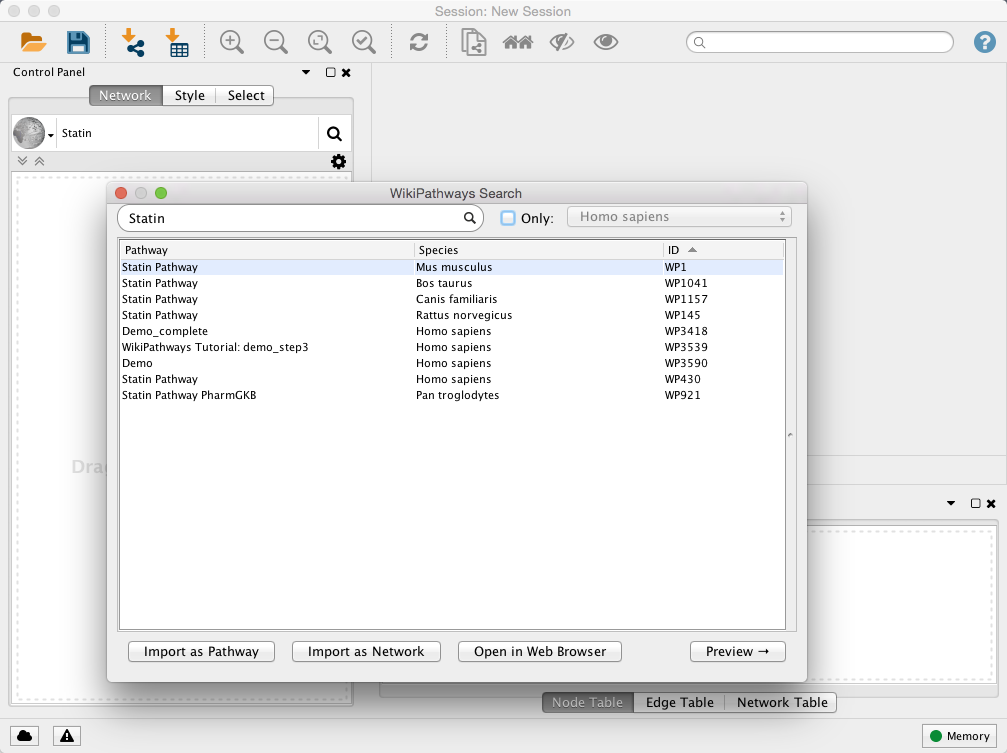 Session: New Session
Control Panel
Network Style Select
Statin
WikiPathways Search
Statin Only: Homo sapiens
Pathway Species ID
Statin Pathway Mus musculus WP1
Statin Pathway Bos taurus WP1041
Statin Pathway Canis familiaris WP1157
Statin Pathway Rattus norvegicus WP145
Demo_complete Homo sapiens WP3418
WikiPathways Tutorial: demo_step3 Homo sapiens WP3539
Demo Homo sapiens WP3590
Statin Pathway Homo sapiens WP430
Statin Pathway PharmGKB Pan troglodytes WP921
Drag
Import as Pathway Import as Network Open in Web Browser Preview →
Node Table Edge Table Network Table
Memory